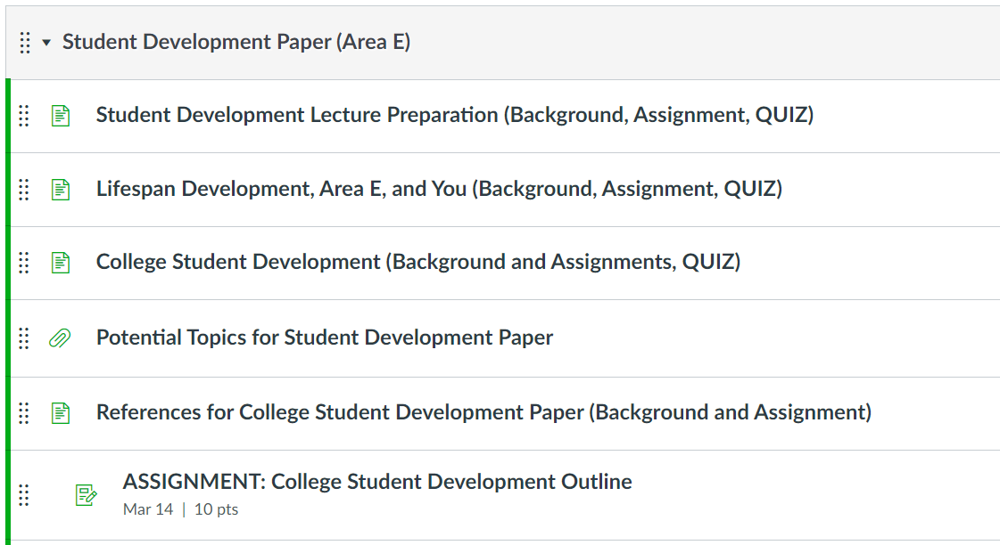 Student Development Paper (Area E)
Student Development Lecture Preparation (Background, Assignment, QUIZ)
Lifespan Development, Area E, and You (Background, Assignment, QUIZ)
College Student Development (Background and Assignments, QUIZ)
Potential Topics for Student Development Paper
References for College Student Development Paper (Background and Assignment)
ASSIGNMENT: College Student Development Outline
Mar 14 | 10 pts